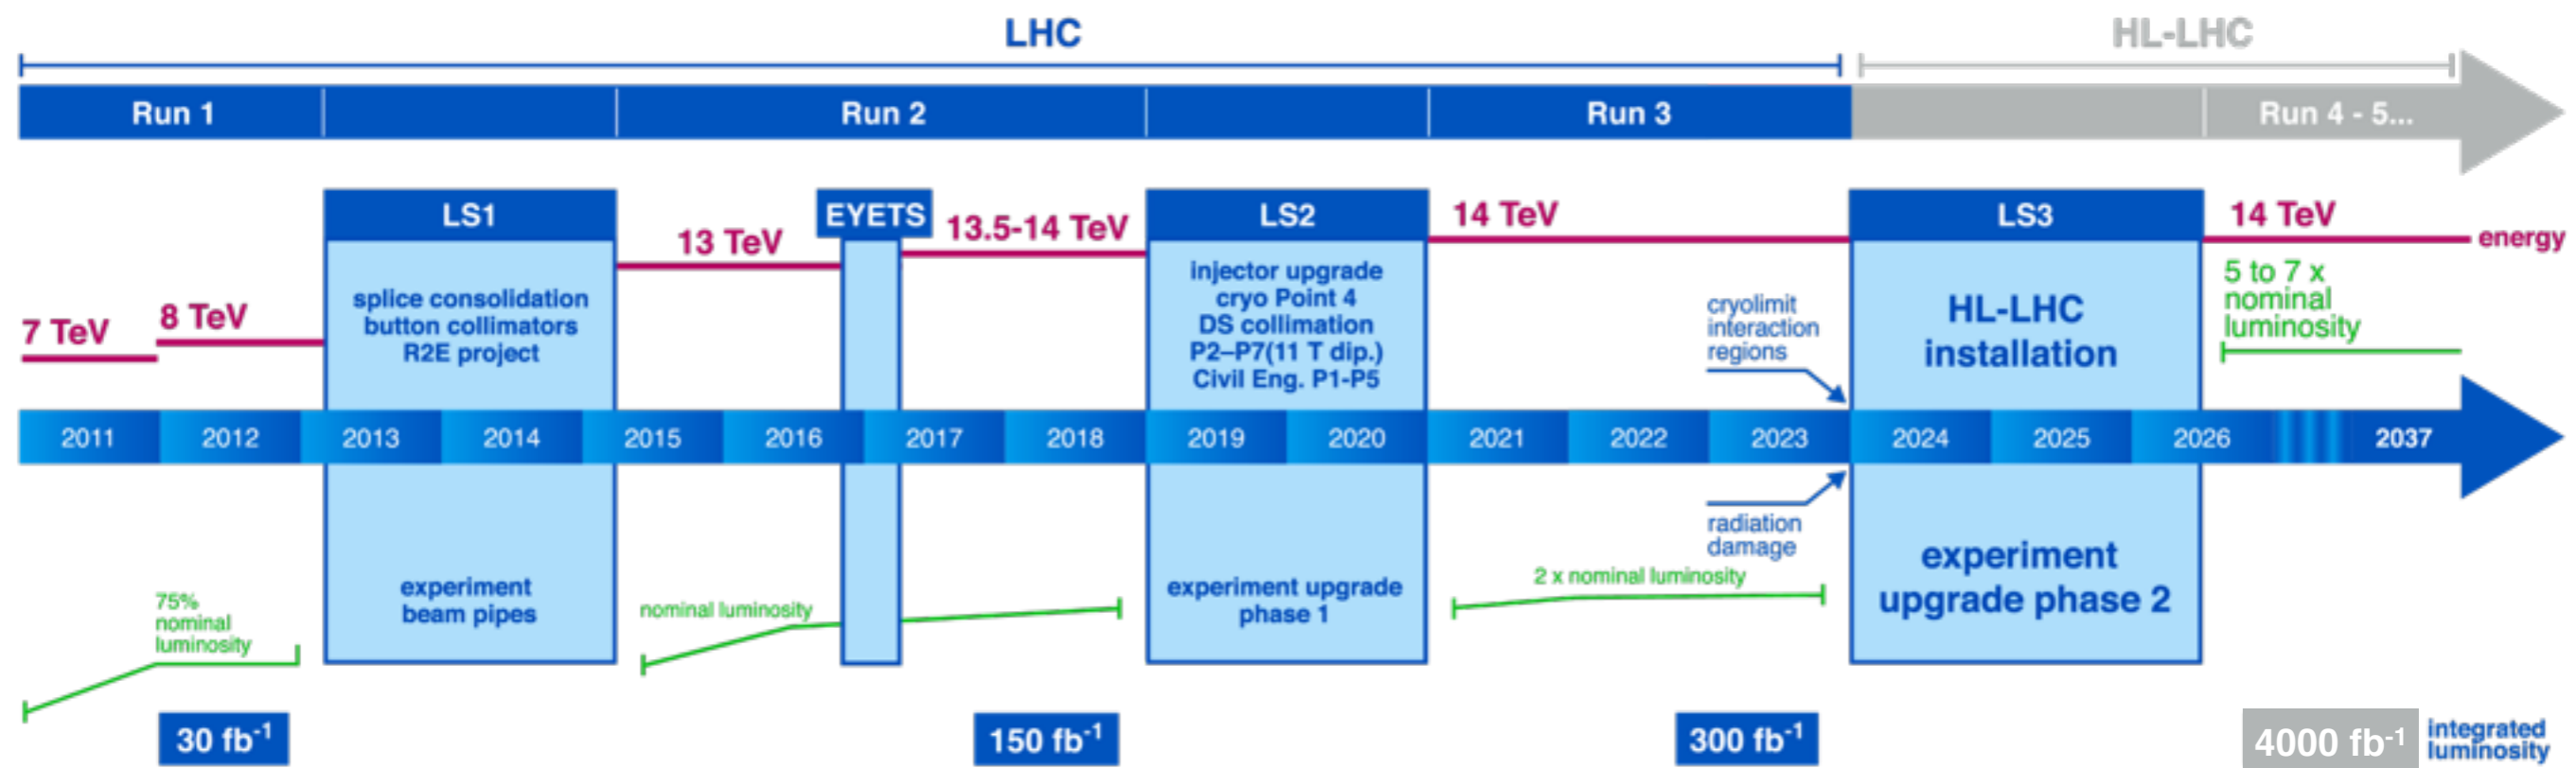 LHC
HL-LHC
Run 1
Run 2
Run 3
Run 4 - 5...
LS1
EYETS
LS2
LS3
7 TeV
8 TeV
13 TeV
13.5-14 TeV
14 TeV
14 TeV
energy
splice consolidation
button collimators
R2E project
injector upgrade
cryo Point 4
DS collimation
P2–P7(11 T dip.)
Civil Eng. P1-P5
cryolimit
interaction
regions
HL-LHC
installation
5 to 7 x
nominal
luminosity
2011
2012
2013
2014
2015
2016
2017
2018
2019
2020
2021
2022
2023
2024
2025
2026
2037
radiation
damage
75%
nominal
luminosity
experiment
beam pipes
nominal luminosity
experiment upgrade
phase 1
2 x nominal luminosity
experiment
upgrade phase 2
30 fb⁻¹
150 fb⁻¹
300 fb⁻¹
4000 fb⁻¹
integrated
luminosity